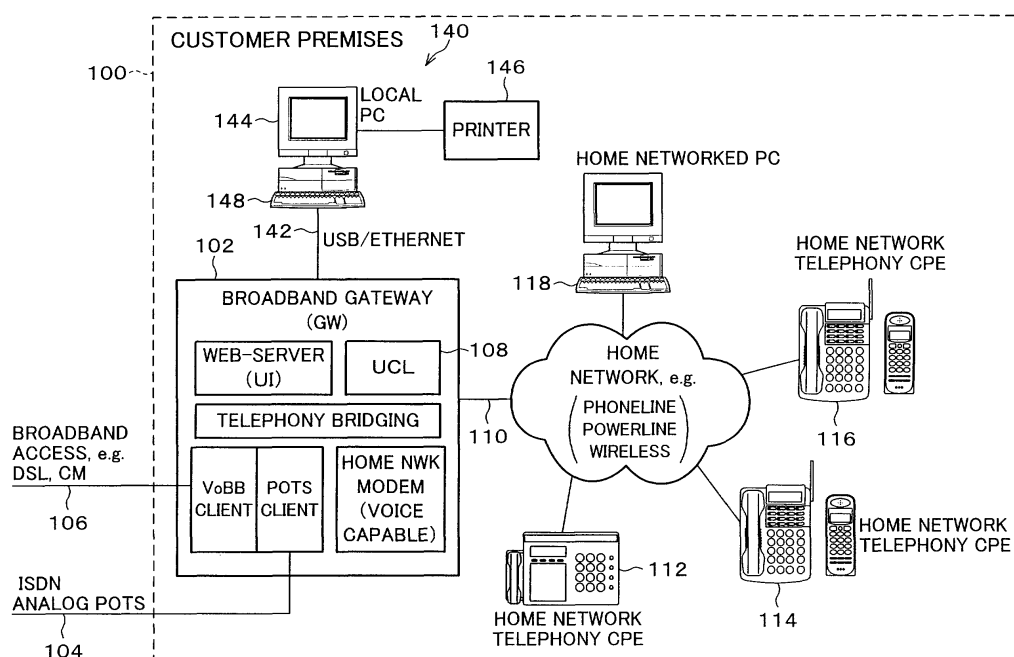 CUSTOMER PREMISES
100
140
146
LOCAL
PC
144
PRINTER
HOME NETWORKED PC
148
142
USB/ETHERNET
102
118
HOME NETWORK
TELEPHONY CPE
BROADBAND GATEWAY
(GW)
WEB-SERVER
(UI)
UCL
108
HOME
NETWORK, e.g.
PHONELINE
POWERLINE
WIRELESS
TELEPHONY BRIDGING
110
116
BROADBAND
ACCESS, e.g.
DSL, CM
106
VoBB
CLIENT
POTS
CLIENT
HOME NWK
MODEM
(VOICE
CAPABLE)
HOME NETWORK
TELEPHONY CPE
114
112
HOME NETWORK
TELEPHONY CPE
ISDN
ANALOG POTS
104